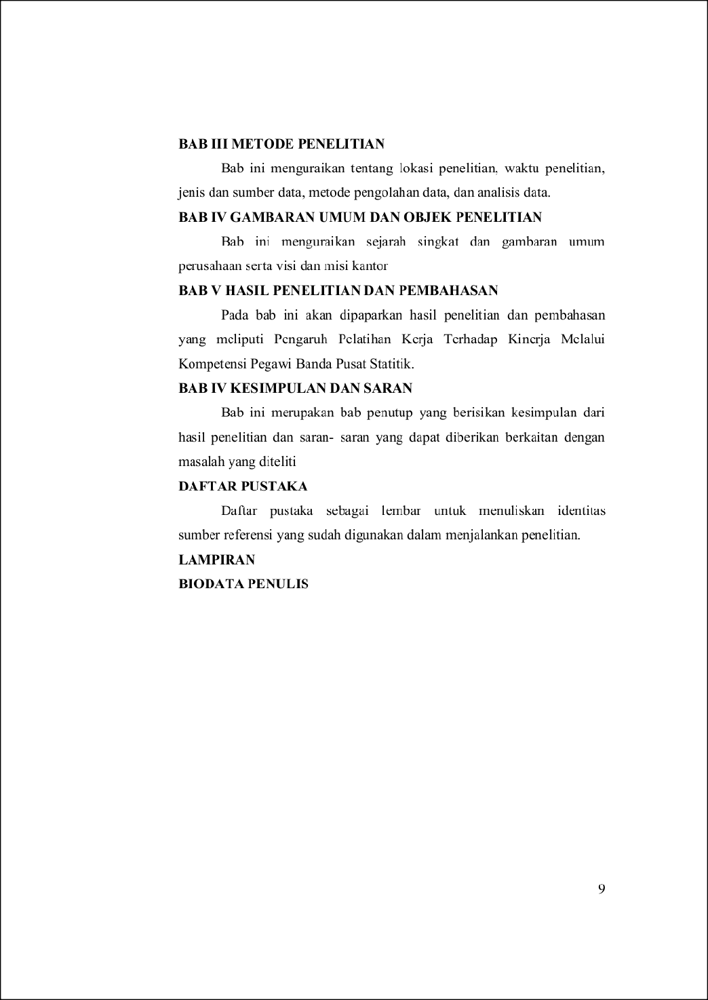 BAB III METODE PENELITIAN
Bab ini menguraikan tentang lokasi penelitian, waktu penelitian,
jenis dan sumber data, metode pengolahan data, dan analisis data.
BAB IV GAMBARAN UMUM DAN OBJEK PENELITIAN
Bab ini menguraikan sejarah singkat dan gambaran umum
perusahaan serta visi dan misi kantor
BAB V HASIL PENELITIAN DAN PEMBAHASAN
Pada bab ini akan dipaparkan hasil penelitian dan pembahasan
yang meliputi Pengaruh Pelatihan Kerja Terhadap Kinerja Melalui
Kompetensi Pegawi Banda Pusat Statitik.
BAB IV KESIMPULAN DAN SARAN
Bab ini merupakan bab penutup yang berisikan kesimpulan dari
hasil penelitian dan saran- saran yang dapat diberikan berkaitan dengan
masalah yang diteliti
DAFTAR PUSTAKA
Daftar pustaka sebagai lembar untuk menuliskan identitas
sumber referensi yang sudah digunakan dalam menjalankan penelitian.
LAMPIRAN
BIODATA PENULIS
9